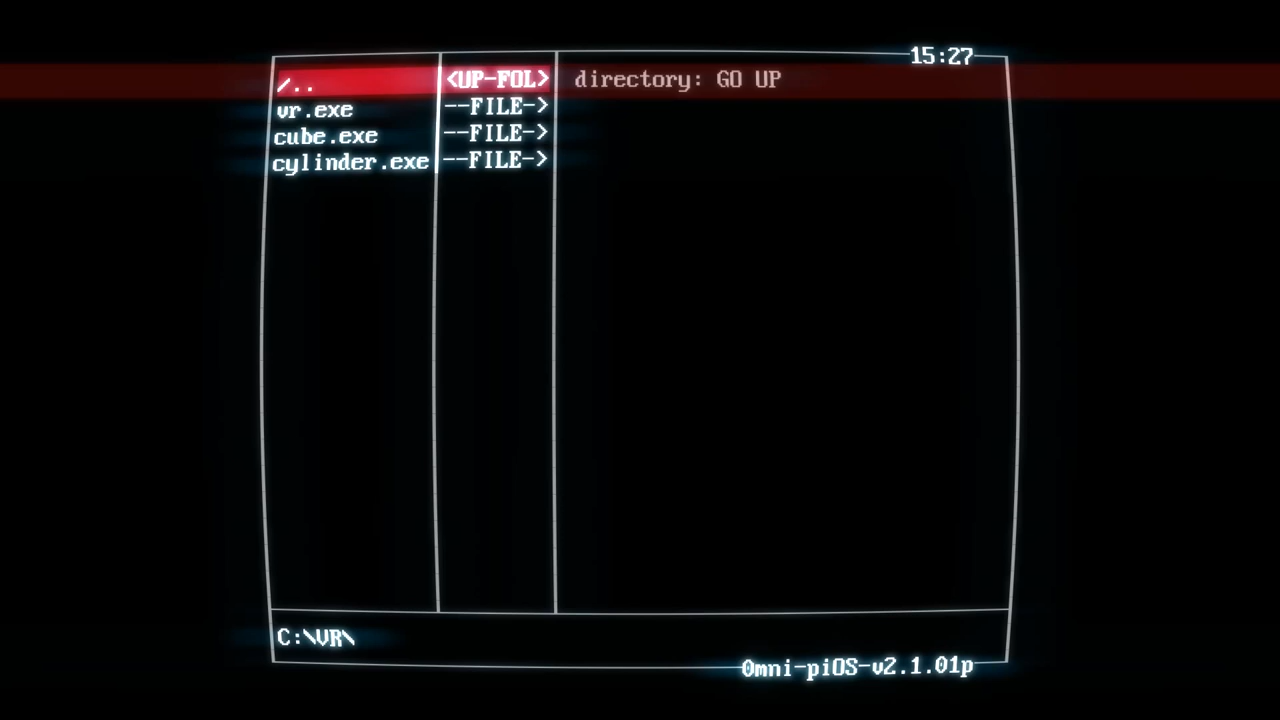 15:27
/.. <UP-FOL> directory: GO UP
vr.exe --FILE->
cube.exe --FILE->
cylinder.exe --FILE->
C:\VR\
0mni-piOS-v2.1.01p